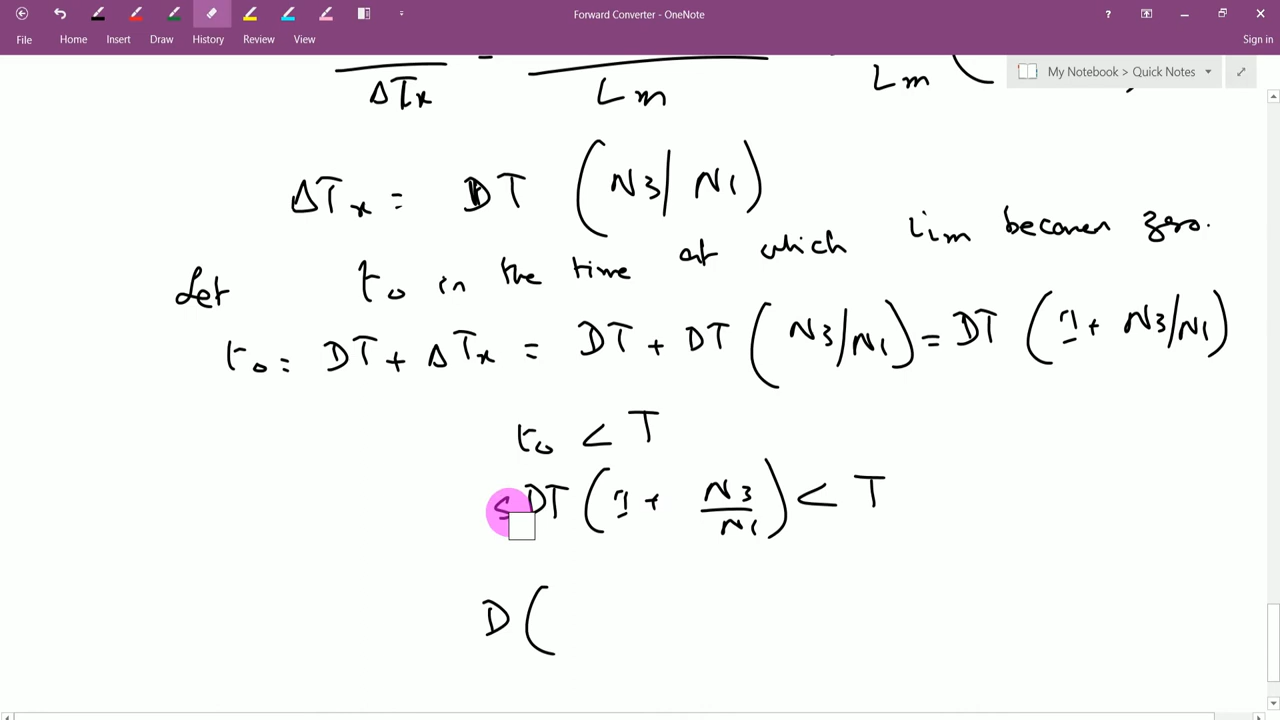 Forward Converter - OneNote
File Home Insert Draw History Review View Sign in
My Notebook > Quick Notes
ΔTx Lm Lm
ΔTx = DT (N3/N1)
Let to in the time at which iLm becomes zero.
to = DT + ΔTx = DT + DT (N3/N1) = DT (1 + N3/N1)
to < T
DT (1 + N3/N1) < T
D (